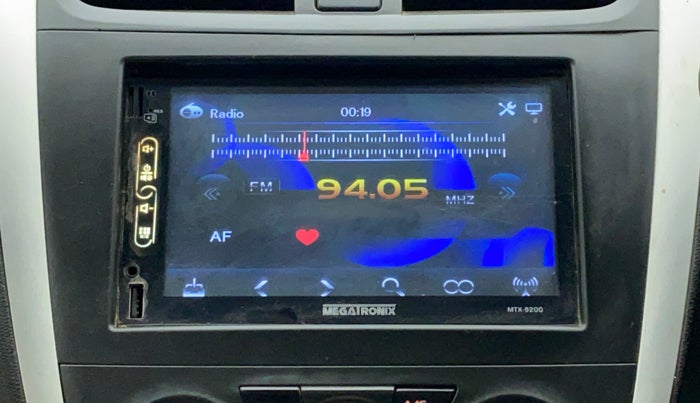 Radio
00:19
FM
94.05
MHZ
AF
MEGATRONIX
MTX-9200